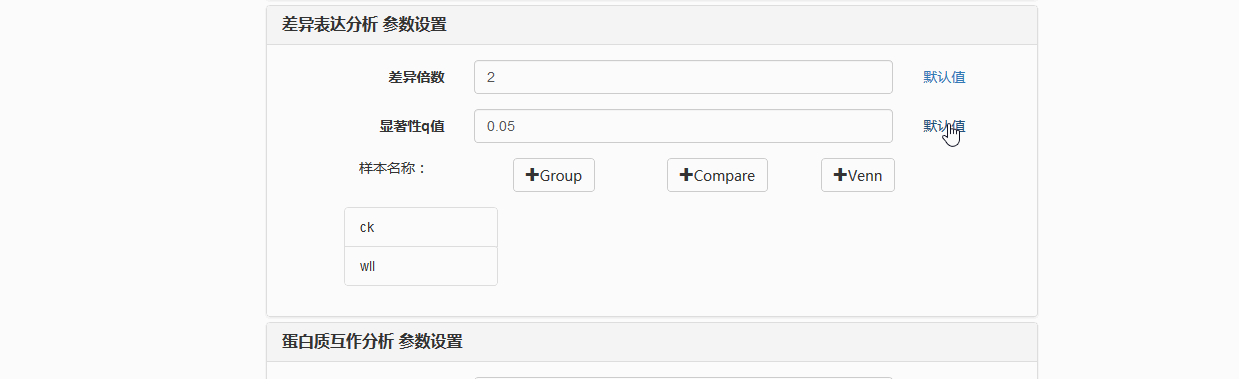 差异表达分析 参数设置
差异倍数 2 默认值
显著性q值 0.05 默认值
样本名称： +Group +Compare +Venn
ck
wll
蛋白质互作分析 参数设置